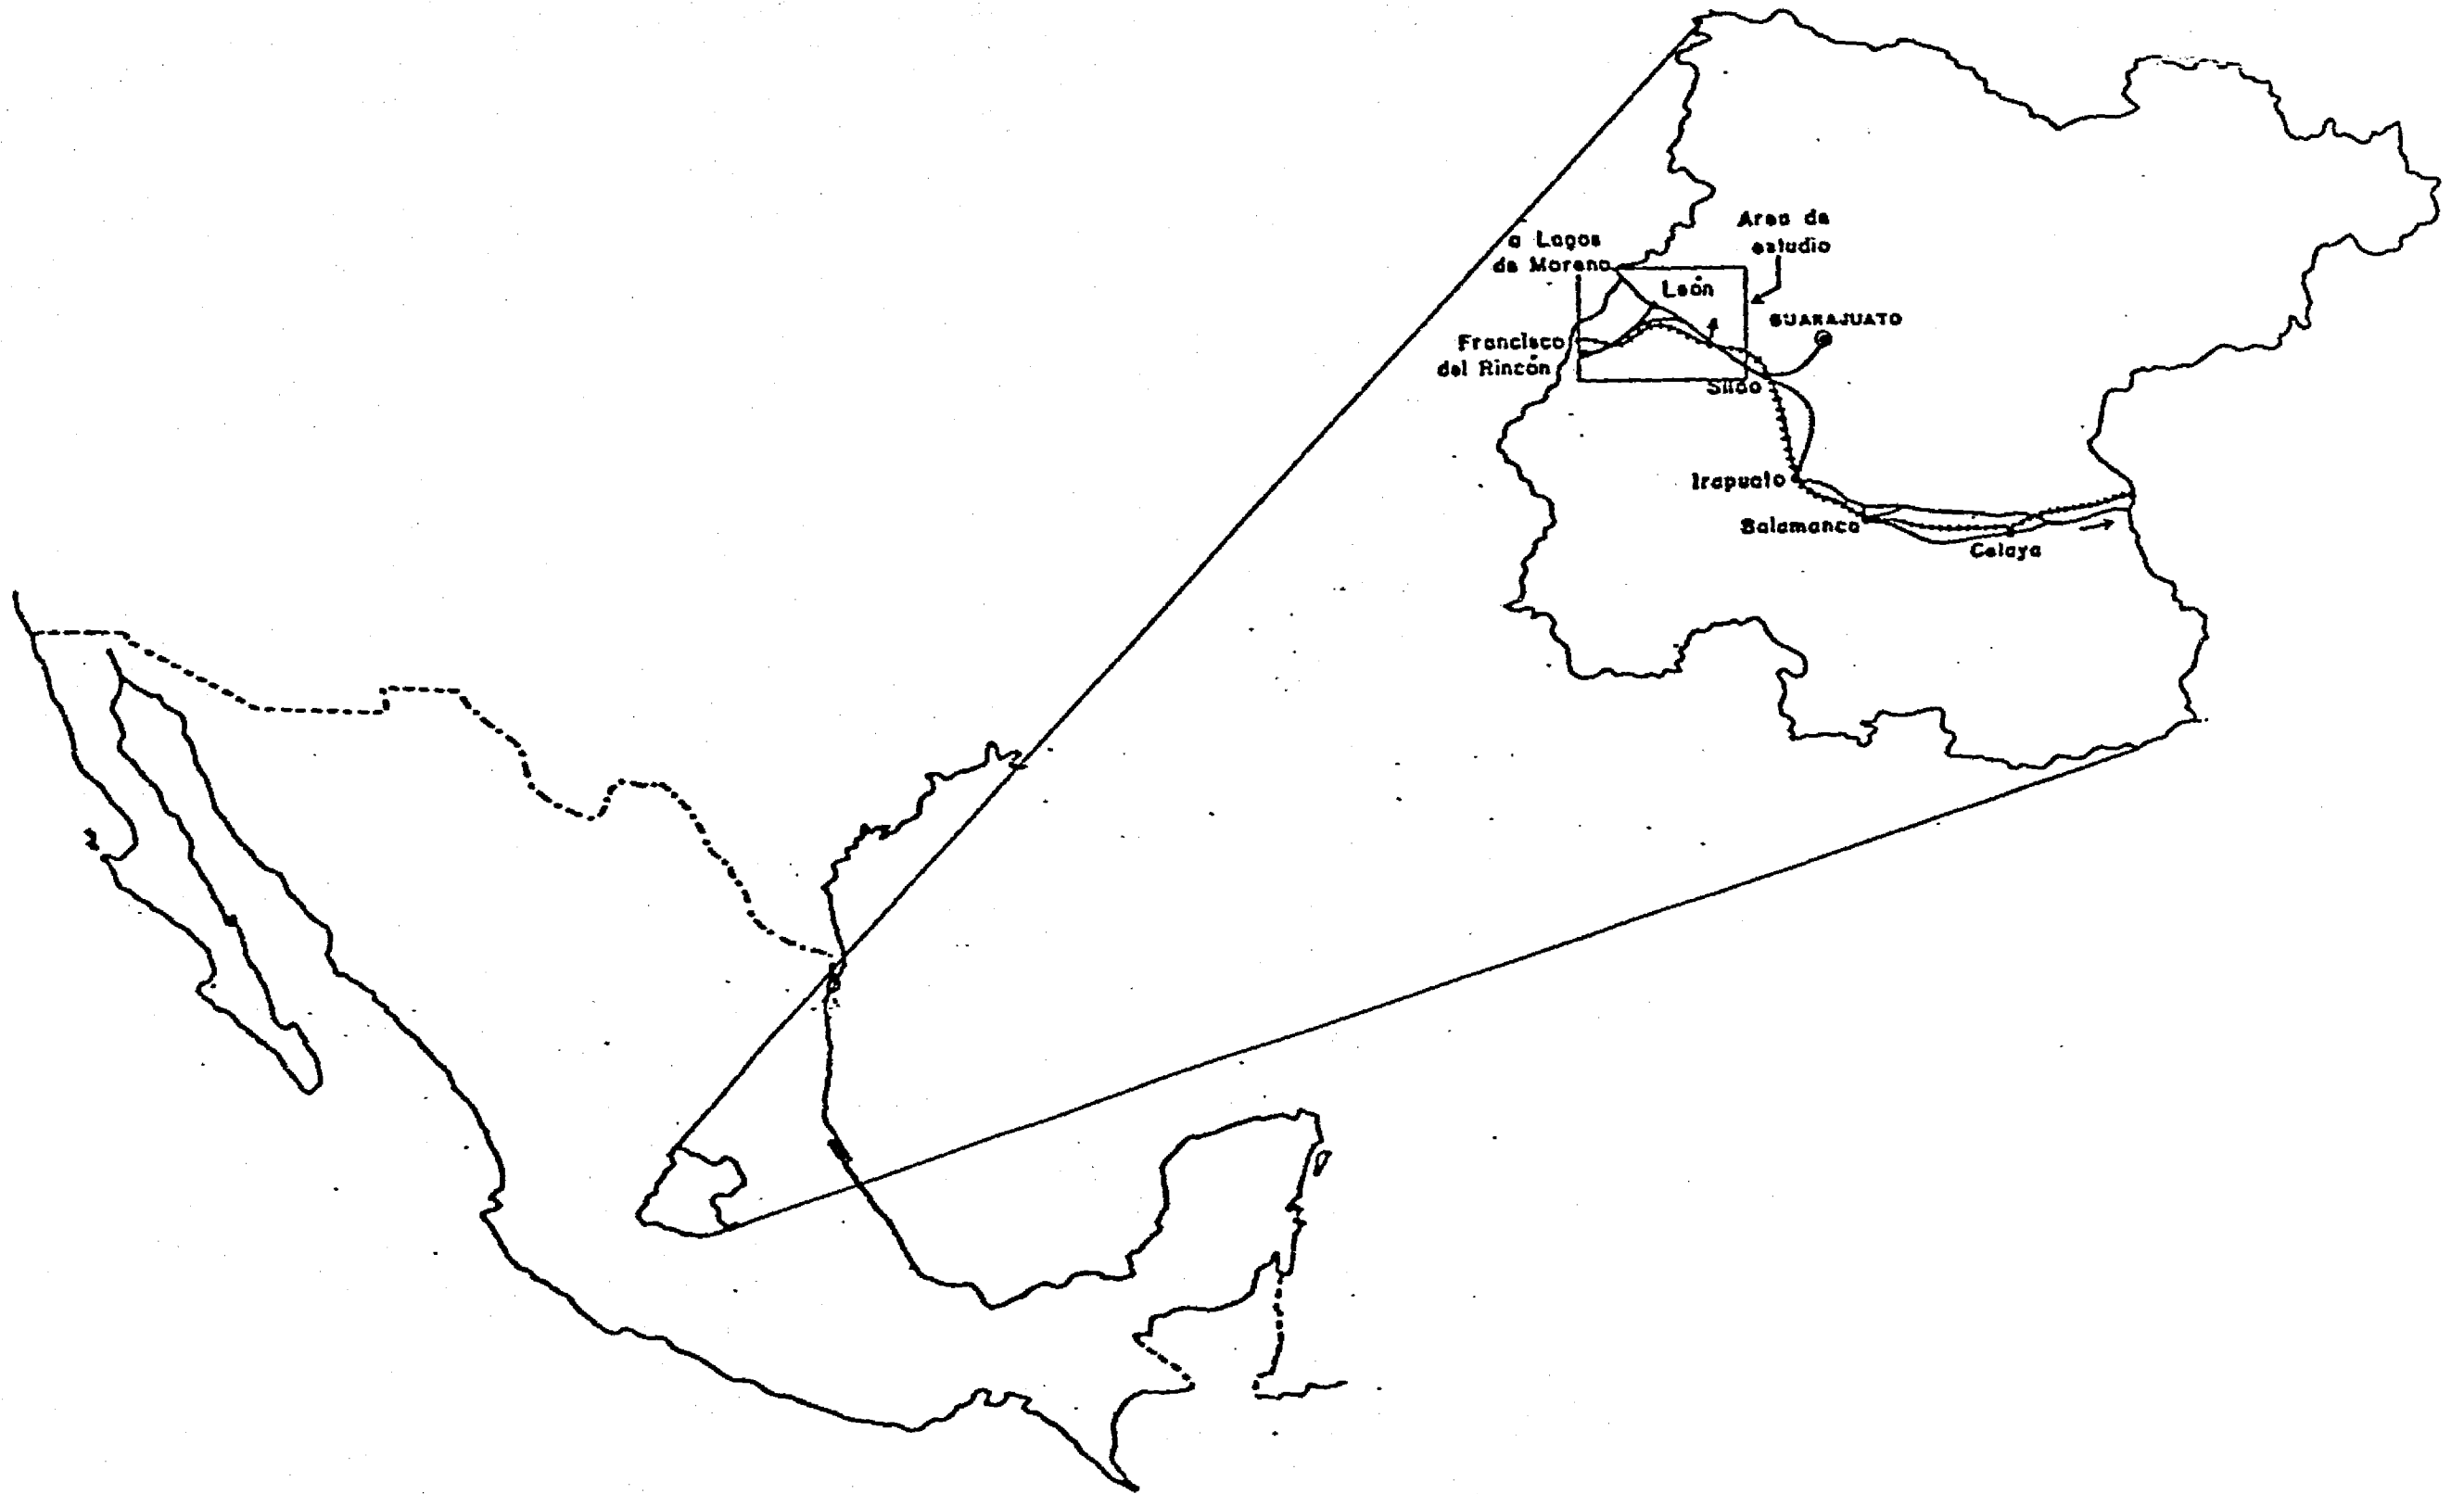 a Lagos
de Moreno
Area de
estudio
León
GUANAJUATO
Francisco
del Rincón
Silao
Irapuato
Salamanca
Celaya